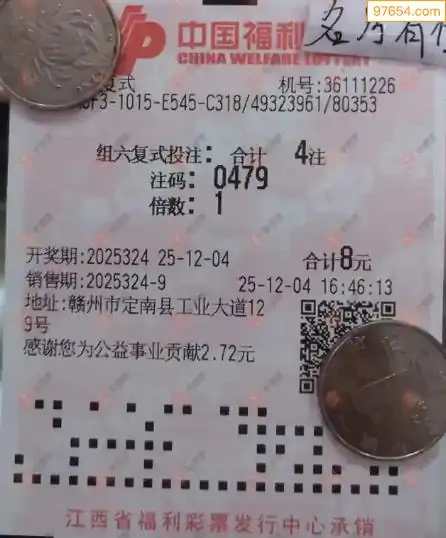 97654.com
中国福利
CHINA WELFARE LOTTERY
复式
机号:36111226
F3-1015-E545-C318/49323961/80353
组六复式投注: 合计 4注
注码: 0479
倍数: 1
开奖期:2025324 25-12-04 合计8元
销售期:2025324-9 25-12-04 16:46:13
地址:赣州市定南县工业大道12
9号
感谢您为公益事业贡献2.72元
江西省福利彩票发行中心承销